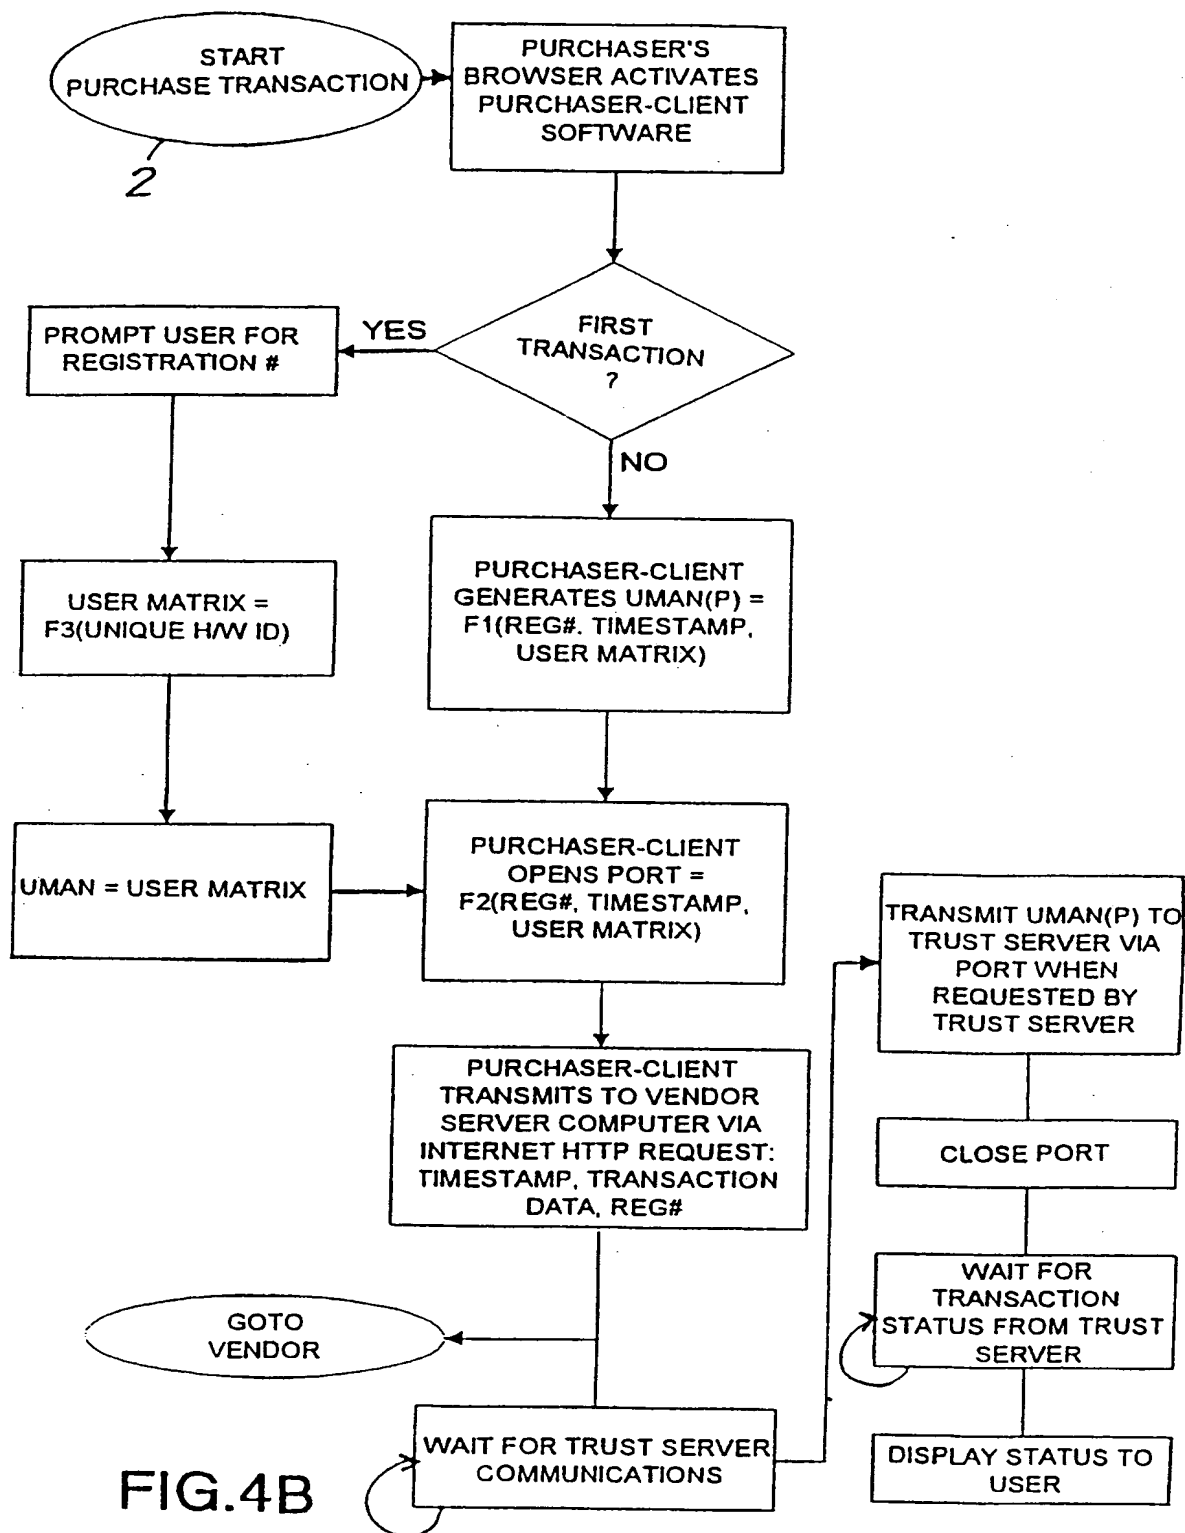 START
PURCHASE TRANSACTION
2
PURCHASER'S
BROWSER ACTIVATES
PURCHASER-CLIENT
SOFTWARE
FIRST
TRANSACTION
?
YES
NO
PROMPT USER FOR
REGISTRATION #
USER MATRIX =
F3(UNIQUE H/W ID)
UMAN = USER MATRIX
PURCHASER-CLIENT
GENERATES UMAN(P) =
F1(REG#. TIMESTAMP,
USER MATRIX)
PURCHASER-CLIENT
OPENS PORT =
F2(REG#, TIMESTAMP,
USER MATRIX)
PURCHASER-CLIENT
TRANSMITS TO VENDOR
SERVER COMPUTER VIA
INTERNET HTTP REQUEST:
TIMESTAMP, TRANSACTION
DATA, REG#
GOTO
VENDOR
WAIT FOR TRUST SERVER
COMMUNICATIONS
TRANSMIT UMAN(P) TO
TRUST SERVER VIA
PORT WHEN
REQUESTED BY
TRUST SERVER
CLOSE PORT
WAIT FOR
TRANSACTION
STATUS FROM TRUST
SERVER
DISPLAY STATUS TO
USER
FIG.4B